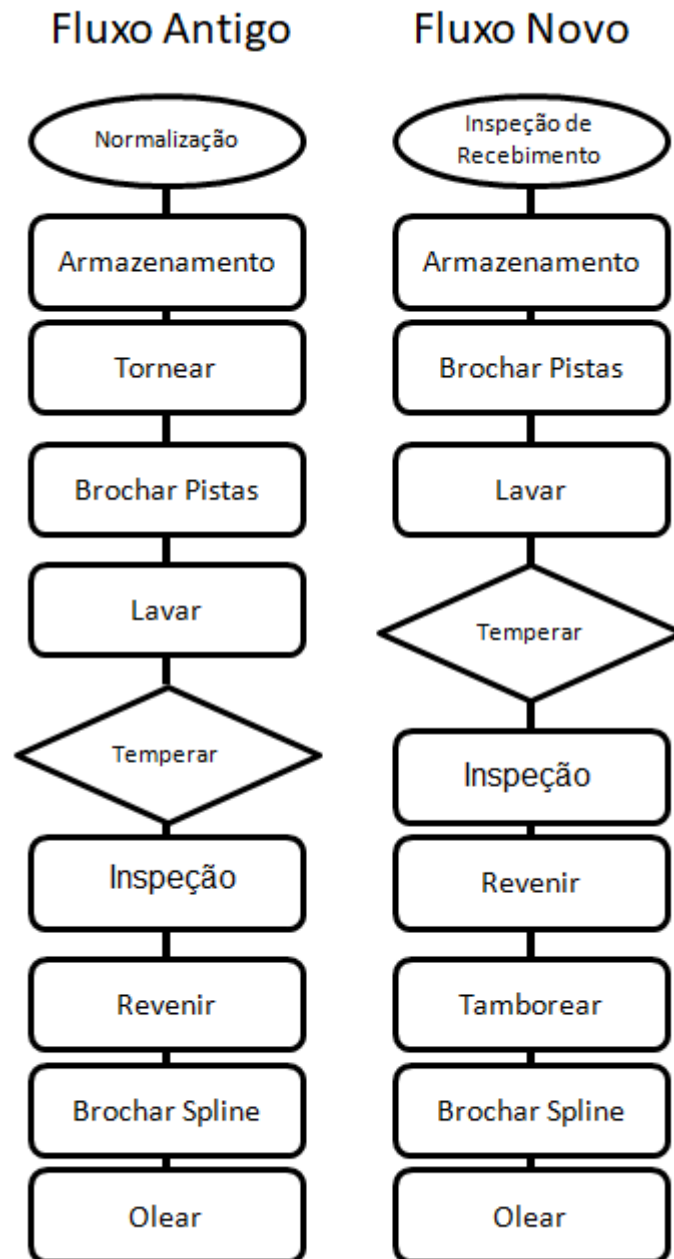 Fluxo Antigo
Normalização
Armazenamento
Tornear
Brochar Pistas
Lavar
Temperar
Inspeção
Revenir
Brochar Spline
Olear
Fluxo Novo
Inspeção de
Recebimento
Armazenamento
Brochar Pistas
Lavar
Temperar
Inspeção
Revenir
Tamborear
Brochar Spline
Olear